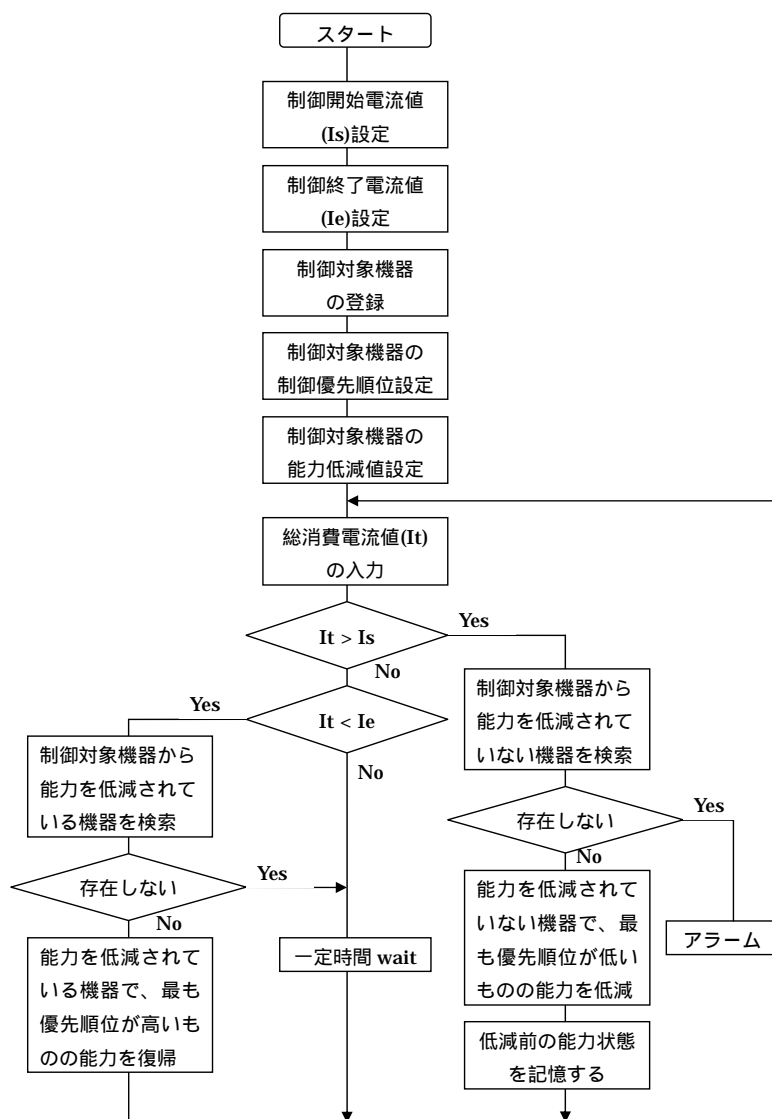 スタート
制御開始電流値
(Is)設定
制御終了電流値
(Ie)設定
制御対象機器
の登録
制御対象機器の
制御優先順位設定
制御対象機器の
能力低減値設定
総消費電流値(It)
の入力
It > Is
Yes
No
It < Ie
Yes
No
制御対象機器から
能力を低減されて
いない機器を検索
制御対象機器から
能力を低減されて
いる機器を検索
存在しない
Yes
No
存在しない
Yes
No
能力を低減されて
いない機器で、最
も優先順位が低い
ものの能力を低減
アラーム
一定時間 wait
能力を低減されて
いる機器で、最も
優先順位が高いも
のの能力を復帰
低減前の能力状態
を記憶する